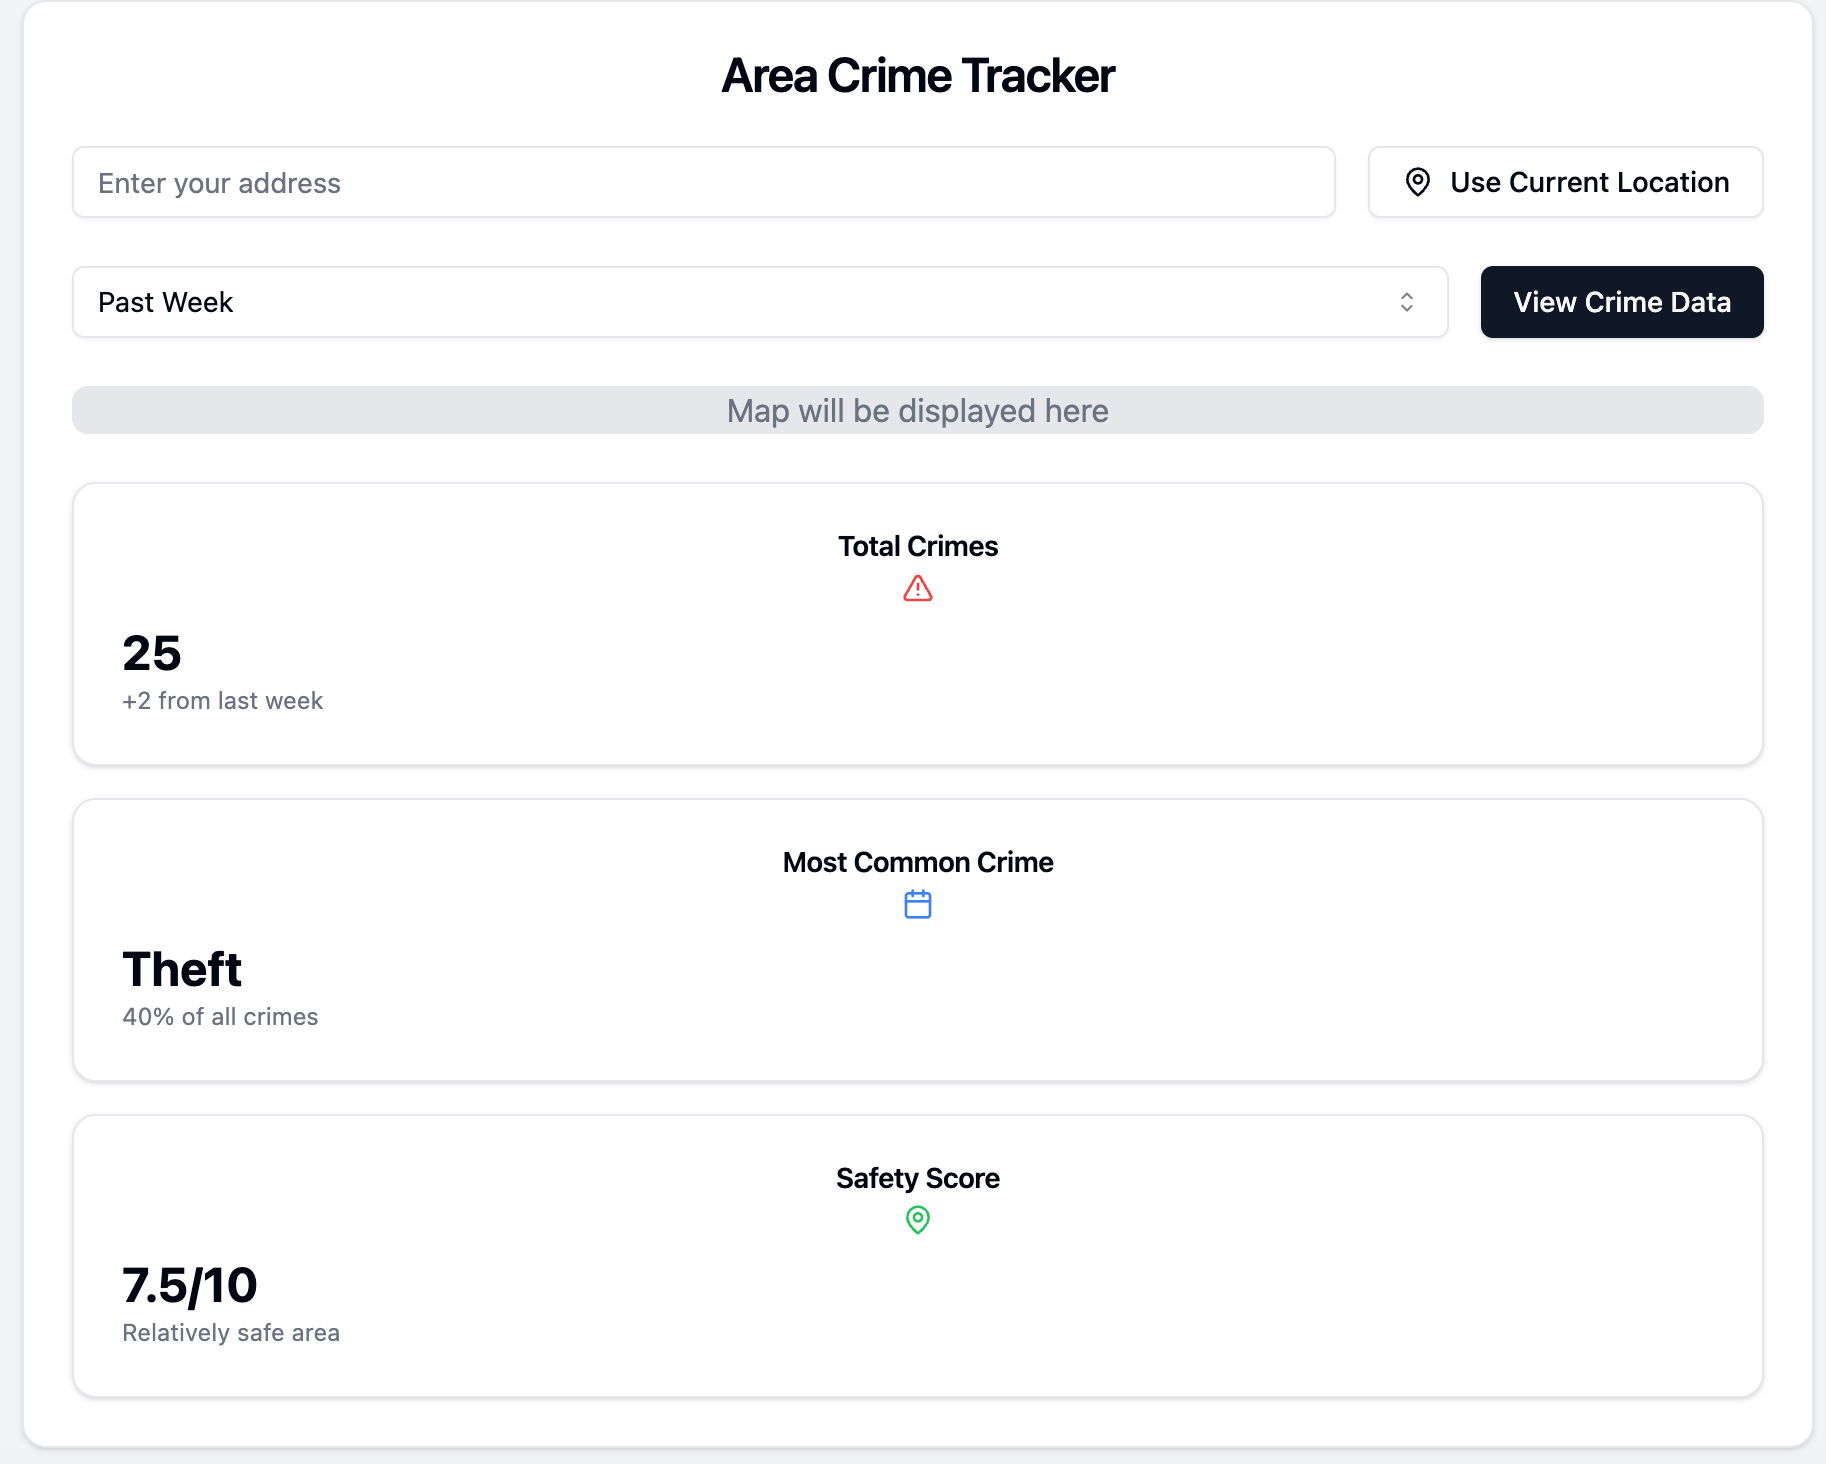 Area Crime Tracker
Enter your address
Use Current Location
Past Week
View Crime Data
Map will be displayed here
Total Crimes
25
+2 from last week
Most Common Crime
Theft
40% of all crimes
Safety Score
7.5/10
Relatively safe area